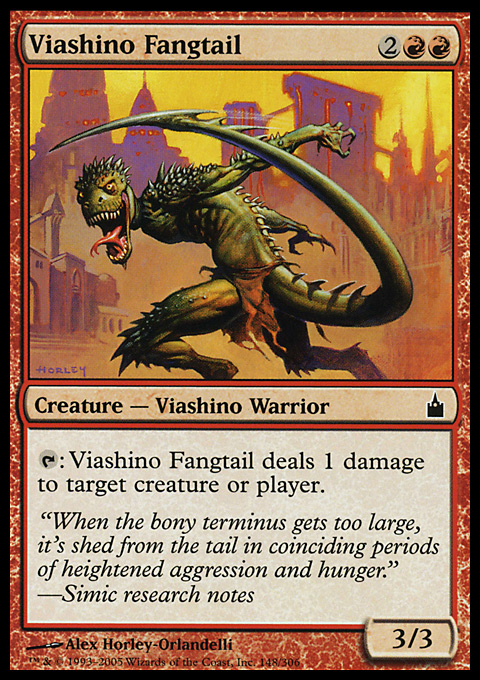 Viashino Fangtail 2
HORLEY
Creature — Viashino Warrior
: Viashino Fangtail deals 1 damage
to target creature or player.
“When the bony terminus gets too large,
it’s shed from the tail in coinciding periods
of heightened aggression and hunger.”
—Simic research notes
3/3
Alex Horley-Orlandelli
™ & © 1993–2005 Wizards of the Coast, Inc. 148/306